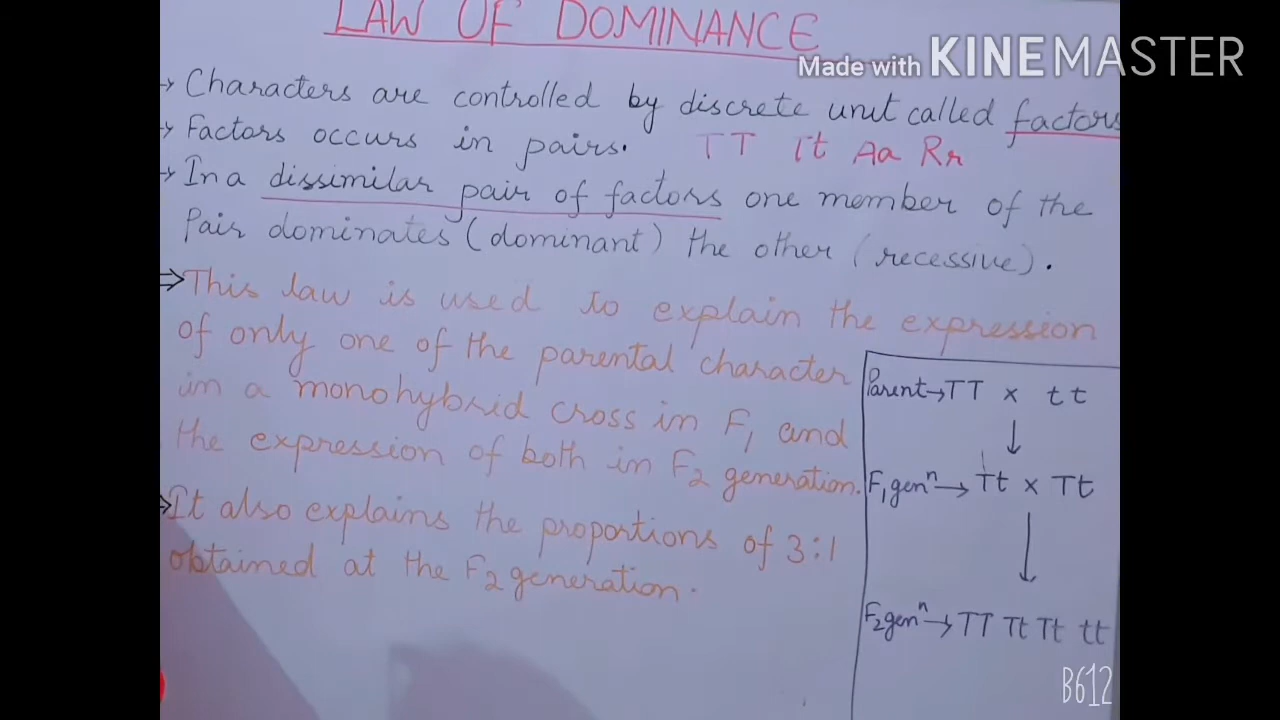 LAW OF DOMINANCE
Made with KINEMASTER
→ Characters are controlled by discrete unit called factors
→ Factors occurs in pairs. TT Tt Aa Rr
→ In a dissimilar pair of factors one member of the
Pair dominates (dominant) the other (recessive).
⇒ This law is used to explain the expression
of only one of the parental character
in a monohybrid cross in F₁ and
the expression of both in F₂ generation.
⇒ It also explains the proportions of 3:1
obtained at the F₂ generation.
Parent → TT × tt
↓
F₁ genⁿ → Tt × Tt
↓
F₂ genⁿ → TT Tt Tt tt
B612